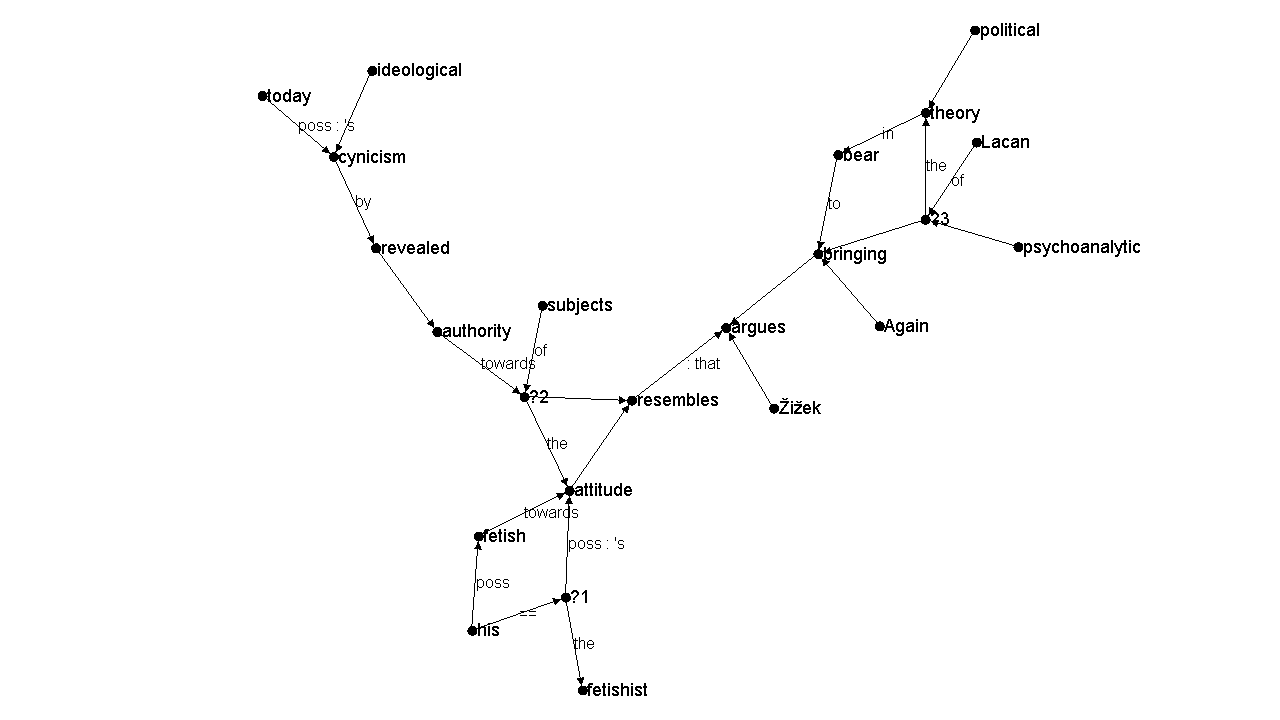 political
ideological
today
poss : 's
theory
in
Lacan
bear
cynicism
the
of
by
to
?3
revealed
psychoanalytic
bringing
subjects
authority
argues
Again
of
towards
: that
?2
resembles
Žižek
the
attitude
towards
fetish
poss : 's
poss
?1
==
his
the
fetishist